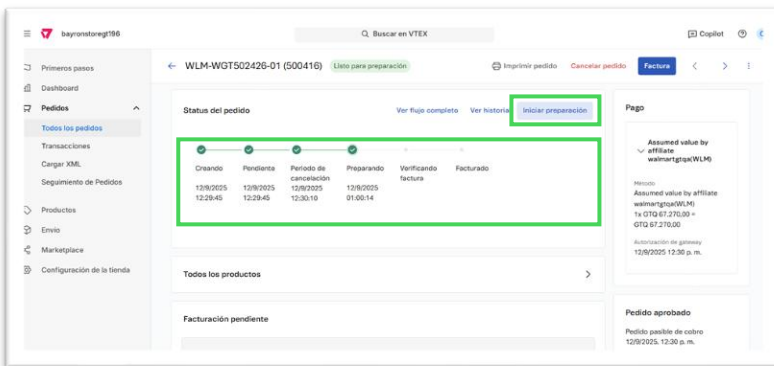 bayronstoregt196
Buscar en VTEX
Copilot
Primeros pasos
Dashboard
Pedidos
Todos los pedidos
Transacciones
Cargar XML
Seguimiento de Pedidos
Productos
Envío
Marketplace
Configuración de la tienda
WLM-WGT502426-01 (500416) Listo para preparación
Imprimir pedido Cancelar pedido Factura
Status del pedido
Ver flujo completo Ver historial Iniciar preparación
Creando Pendiente Periodo de cancelación Preparando Verificando factura Facturado
12/9/2025 12/9/2025 12/9/2025 12/9/2025
12:29:45 12:29:45 12:30:10 01:00:14
Todos los productos
Facturación pendiente
Pago
Assumed value by
affiliate
walmartgtqa(WLM)
Método
Assumed value by affiliate
walmartgtqa(WLM)
1x GTQ 67.270,00 =
GTQ 67.270,00
Autorización de gateway
12/9/2025 12:30 p. m.
Pedido aprobado
Pedido pasible de cobro
12/9/2025, 12:30 p. m.